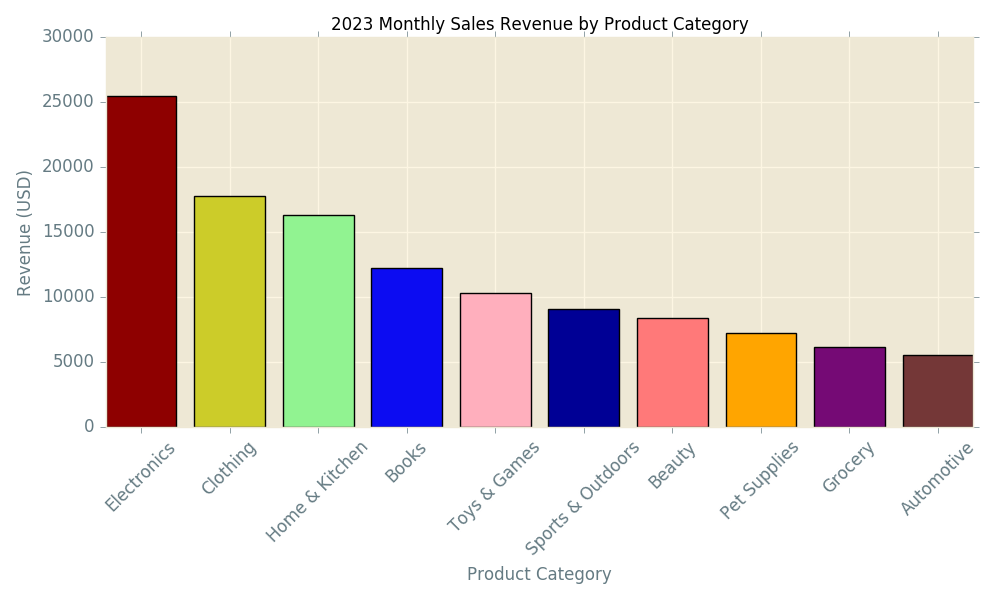 2023 Monthly Sales Revenue by Product Category
30000
25000
20000
15000
10000
5000
0
Revenue (USD)
Electronics
Clothing
Home & Kitchen
Books
Toys & Games
Sports & Outdoors
Beauty
Pet Supplies
Grocery
Automotive
Product Category